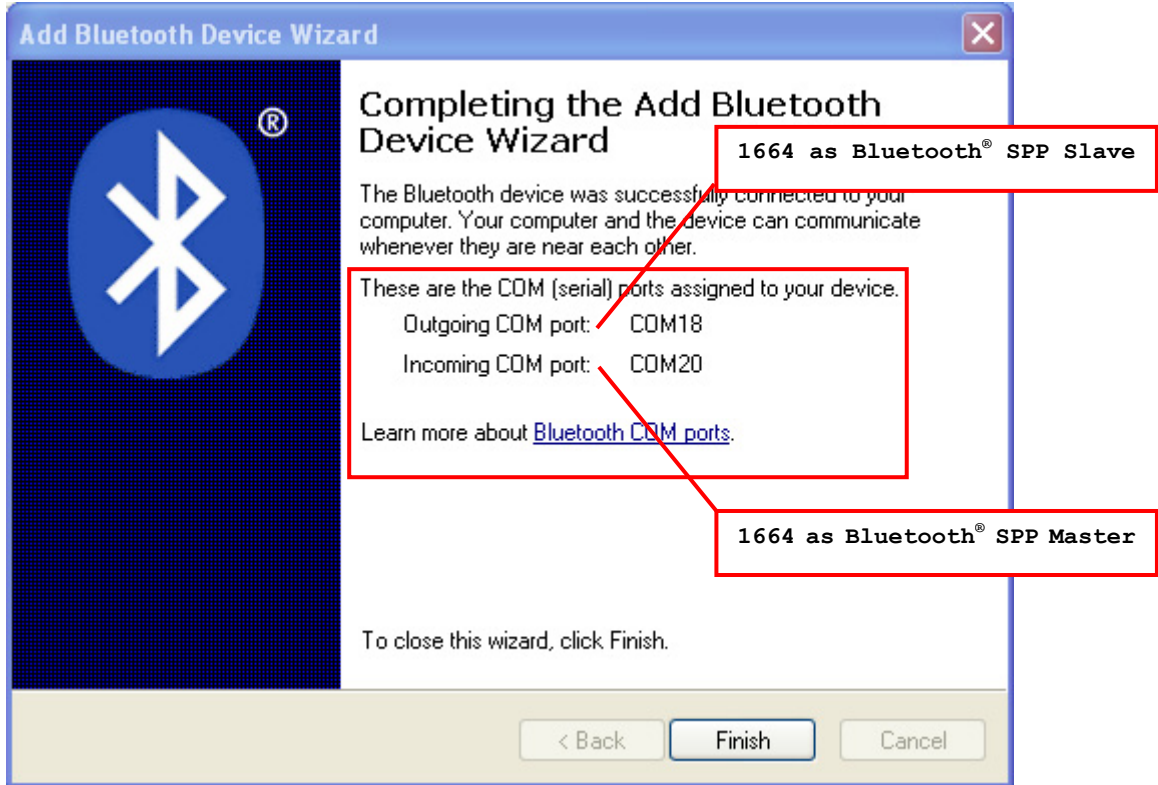 Add Bluetooth Device Wizard
®
Completing the Add Bluetooth
Device Wizard
1664 as Bluetooth® SPP Slave
The Bluetooth device was successfully connected to your
computer. Your computer and the device can communicate
whenever they are near each other.
These are the COM (serial) ports assigned to your device.
Outgoing COM port: COM18
Incoming COM port: COM20
Learn more about Bluetooth COM ports.
1664 as Bluetooth® SPP Master
To close this wizard, click Finish.
< Back Finish Cancel